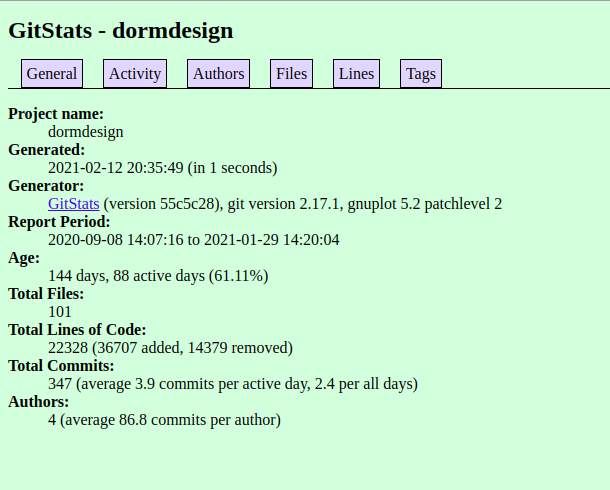 GitStats - dormdesign
General Activity Authors Files Lines Tags
Project name:
dormdesign
Generated:
2021-02-12 20:35:49 (in 1 seconds)
Generator:
GitStats (version 55c5c28), git version 2.17.1, gnuplot 5.2 patchlevel 2
Report Period:
2020-09-08 14:07:16 to 2021-01-29 14:20:04
Age:
144 days, 88 active days (61.11%)
Total Files:
101
Total Lines of Code:
22328 (36707 added, 14379 removed)
Total Commits:
347 (average 3.9 commits per active day, 2.4 per all days)
Authors:
4 (average 86.8 commits per author)